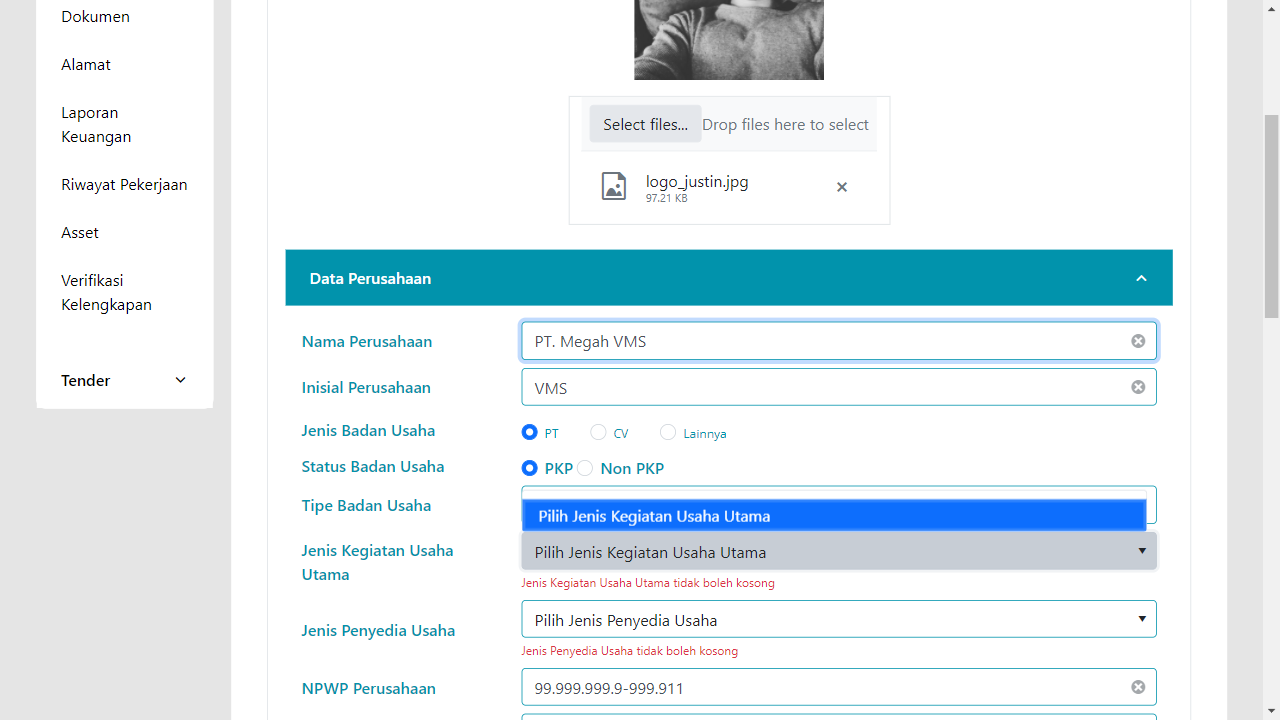 Dokumen
Alamat
Laporan
Keuangan
Riwayat Pekerjaan
Asset
Verifikasi
Kelengkapan
Tender
Select files... Drop files here to select
logo_justin.jpg
97.21 KB
Data Perusahaan
Nama Perusahaan PT. Megah VMS
Inisial Perusahaan VMS
Jenis Badan Usaha PT CV Lainnya
Status Badan Usaha PKP Non PKP
Tipe Badan Usaha
Pilih Jenis Kegiatan Usaha Utama
Jenis Kegiatan Usaha
Utama
Pilih Jenis Kegiatan Usaha Utama
Jenis Kegiatan Usaha Utama tidak boleh kosong
Jenis Penyedia Usaha
Pilih Jenis Penyedia Usaha
Jenis Penyedia Usaha tidak boleh kosong
NPWP Perusahaan 99.999.999.9-999.911